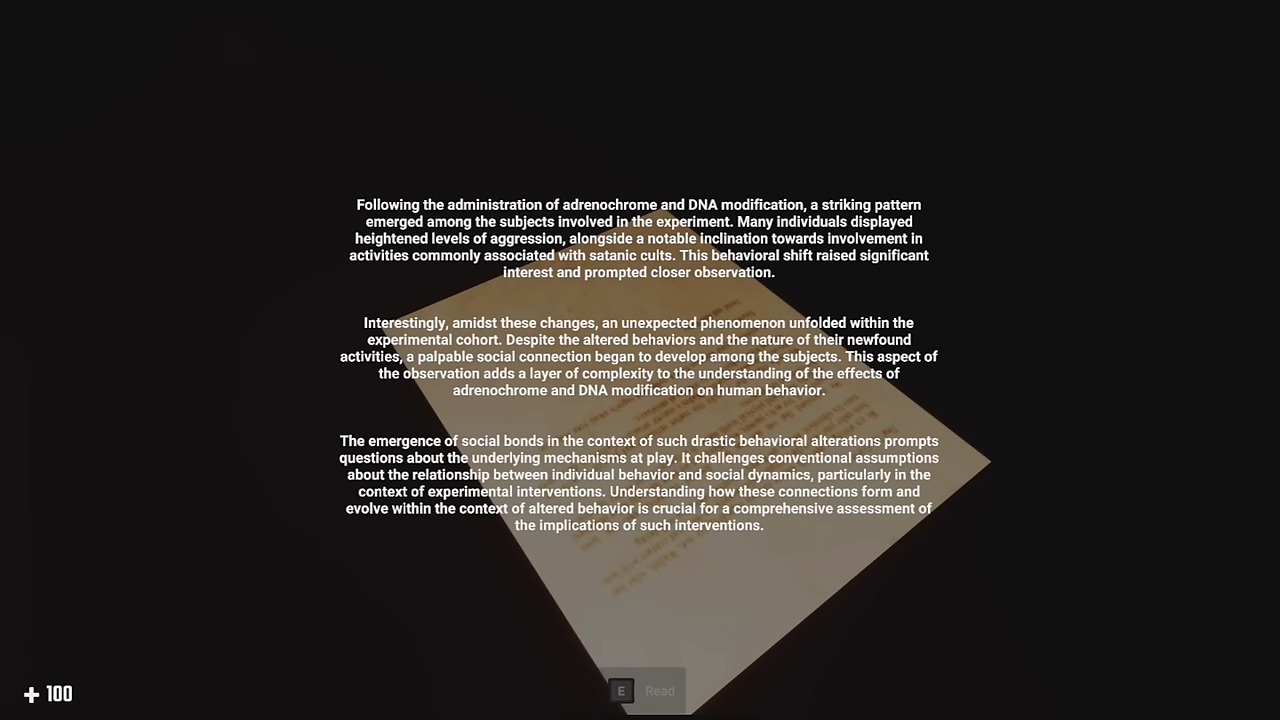 Following the administration of adrenochrome and DNA modification, a striking pattern
emerged among the subjects involved in the experiment. Many individuals displayed
heightened levels of aggression, alongside a notable inclination towards involvement in
activities commonly associated with satanic cults. This behavioral shift raised significant
interest and prompted closer observation.
Interestingly, amidst these changes, an unexpected phenomenon unfolded within the
experimental cohort. Despite the altered behaviors and the nature of their newfound
activities, a palpable social connection began to develop among the subjects. This aspect of
the observation adds a layer of complexity to the understanding of the effects of
adrenochrome and DNA modification on human behavior.
The emergence of social bonds in the context of such drastic behavioral alterations prompts
questions about the underlying mechanisms at play. It challenges conventional assumptions
about the relationship between individual behavior and social dynamics, particularly in the
context of experimental interventions. Understanding how these connections form and
evolve within the context of altered behavior is crucial for a comprehensive assessment of
the implications of such interventions.
E Read
+ 100